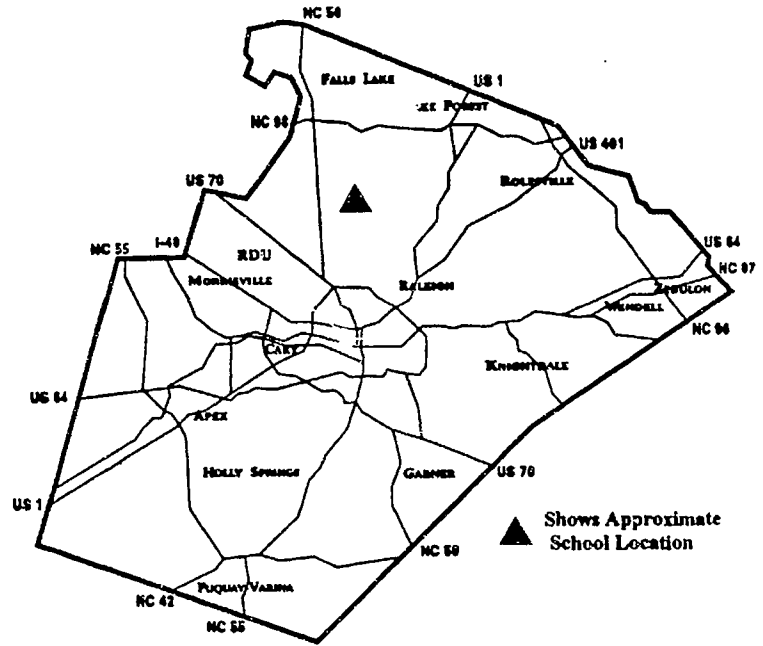 NC 50
FALLS LAKE
US 1
FOREST
NC 98
US 401
ROLESVILLE
US 70
US 64
NC 55
I-40
RDU
NC 97
MORRISVILLE
RALEIGH
ZEBULON
WENDELL
NC 96
CARY
KNIGHTDALE
US 64
APEX
HOLLY SPRINGS
GARNER
US 70
US 1
Shows Approximate
School Location
NC 50
FUQUAY-VARINA
NC 42
NC 55